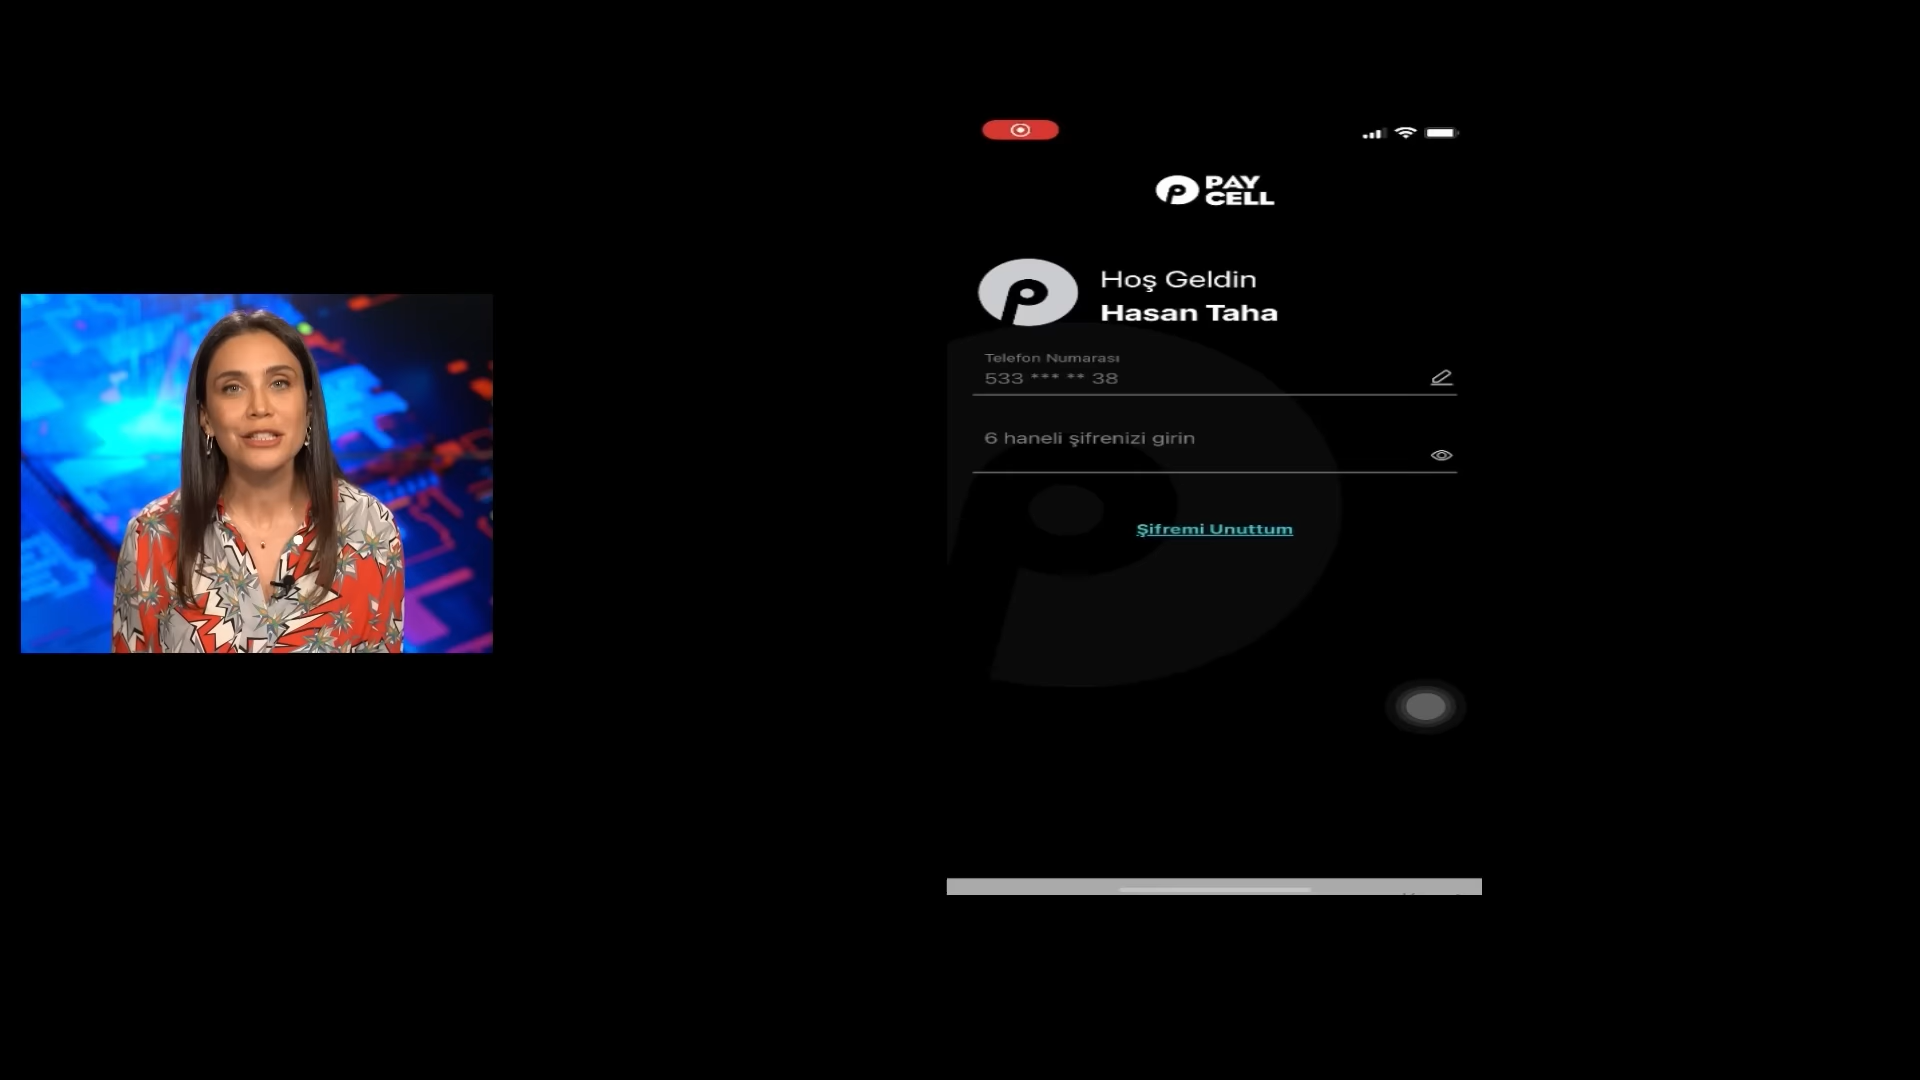 PAY
CELL
Hoş Geldin
Hasan Taha
Telefon Numarası
533 *** ** 38
6 haneli şifrenizi girin
Şifremi Unuttum